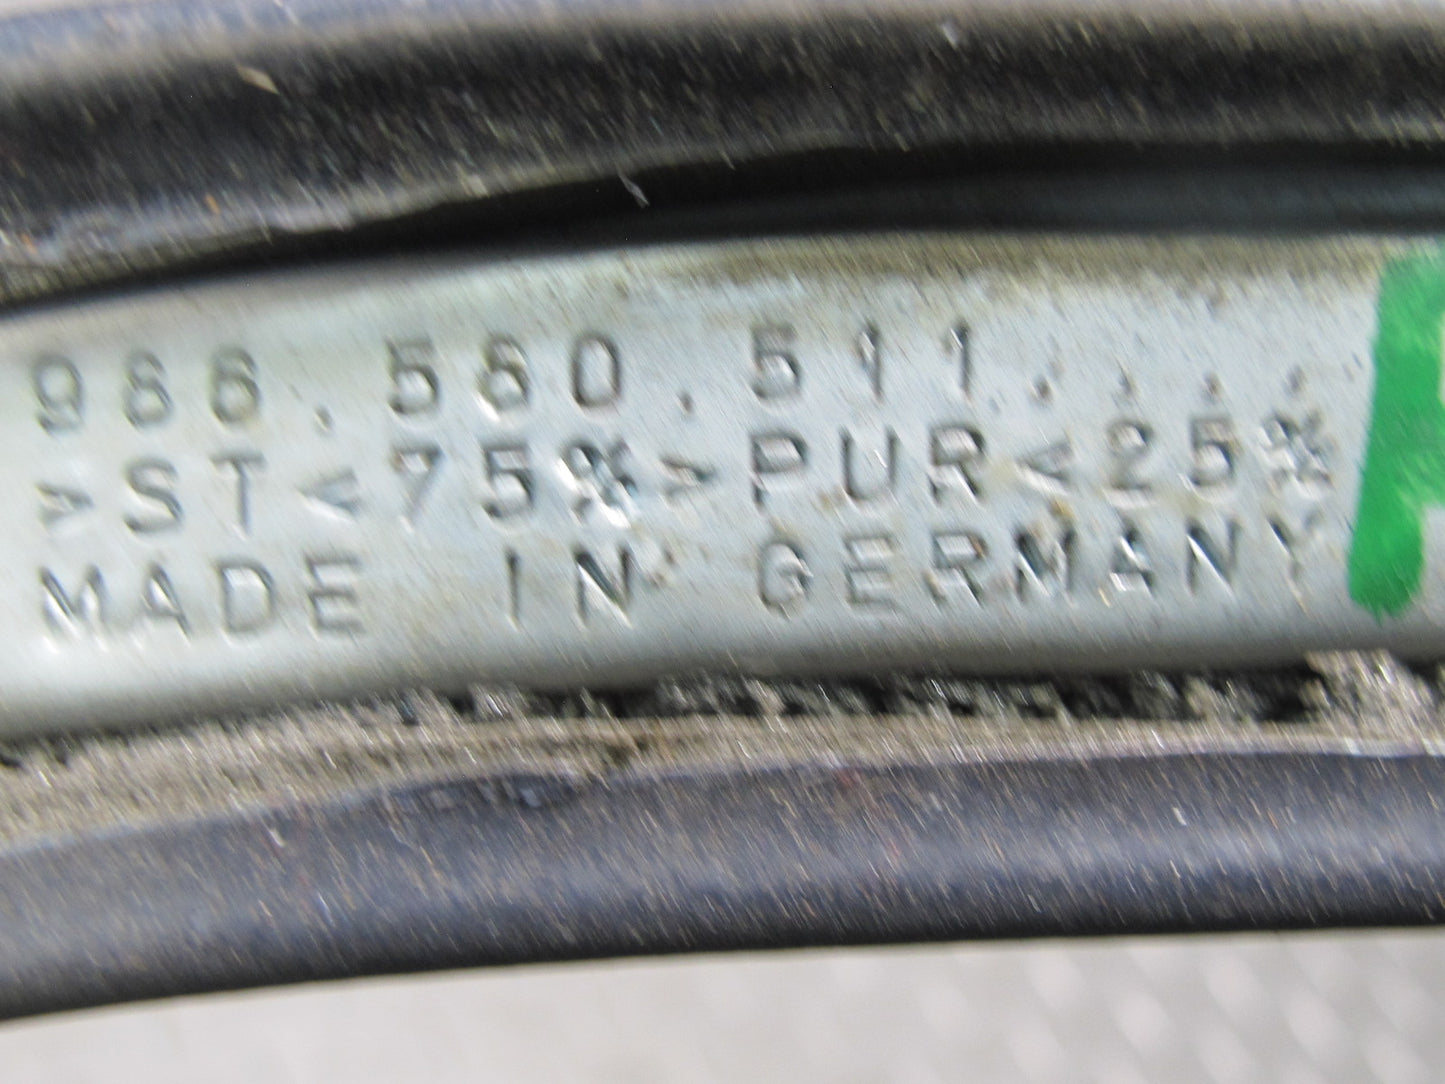 986.560.511.....
>ST<75%>PUR<25%
MADE IN GERMANY